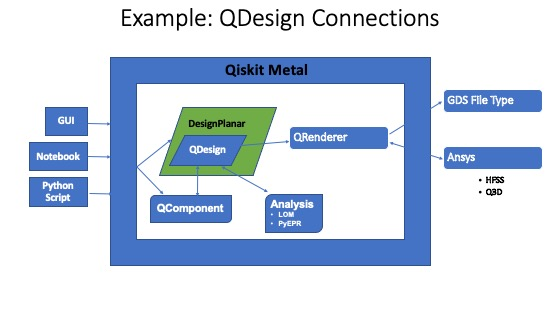 Example: QDesign Connections
Qiskit Metal
GUI
Notebook
Python
Script
DesignPlanar
QDesign
QRenderer
QComponent
Analysis
• LOM
• PyEPR
GDS File Type
Ansys
• HFSS
• Q3D